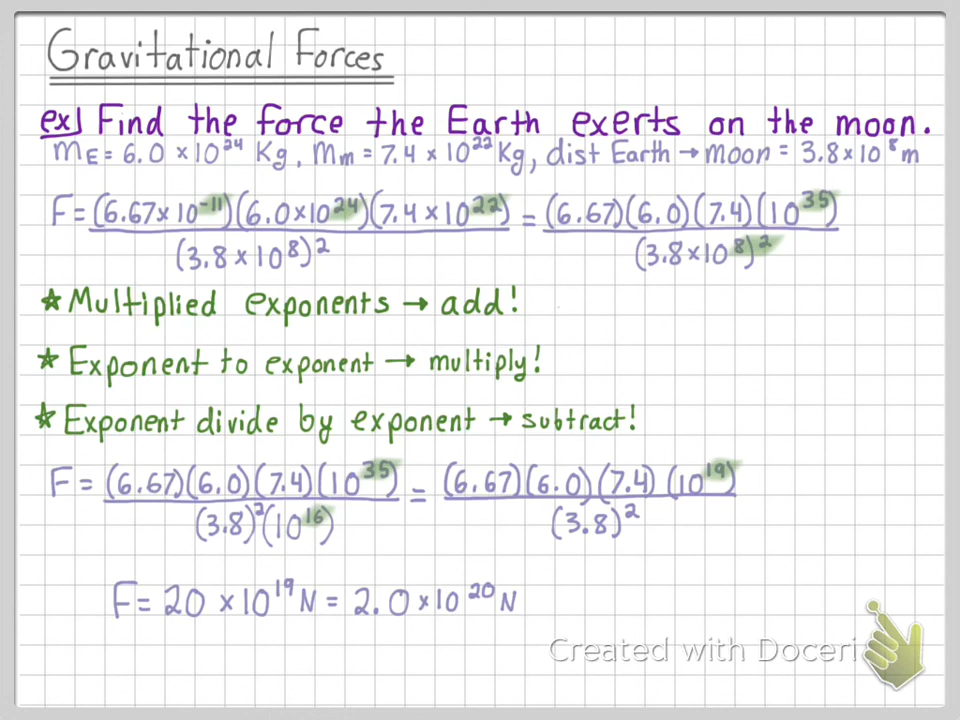 Gravitational Forces
ex) Find the force the Earth exerts on the moon.
mE = 6.0 × 10^24 Kg, Mm = 7.4 × 10^22 Kg, dist Earth → moon = 3.8 × 10^8 m
F = (6.67 × 10^-11)(6.0 × 10^24)(7.4 × 10^22) = (6.67)(6.0)(7.4)(10^35)
(3.8 × 10^8)^2 (3.8 × 10^8)^2
★ Multiplied exponents → add!
★ Exponent to exponent → multiply!
★ Exponent divide by exponent → subtract!
F = (6.67)(6.0)(7.4)(10^35) = (6.67)(6.0)(7.4)(10^19)
(3.8)^2(10^16) (3.8)^2
F = 20 × 10^19 N = 2.0 × 10^20 N
Created with Doceri